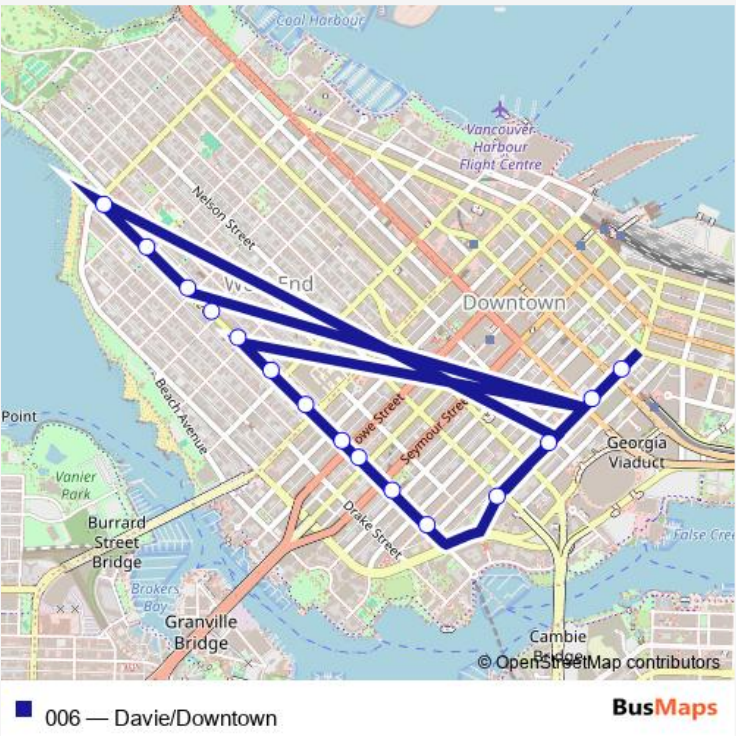 Coal Harbour
Vancouver
Harbour
Flight Centre
Nelson Street
West End
Downtown
Beach Avenue
owe Street
Seymour Street
Point
Georgia
Viaduct
Vanier
Park
Drake Street
Burrard
Street
Bridge
False Cree
Brokers
Bay
Granville
Bridge
Cambie
Bridge
© OpenStreetMap contributors
006 — Davie/Downtown
BusMaps